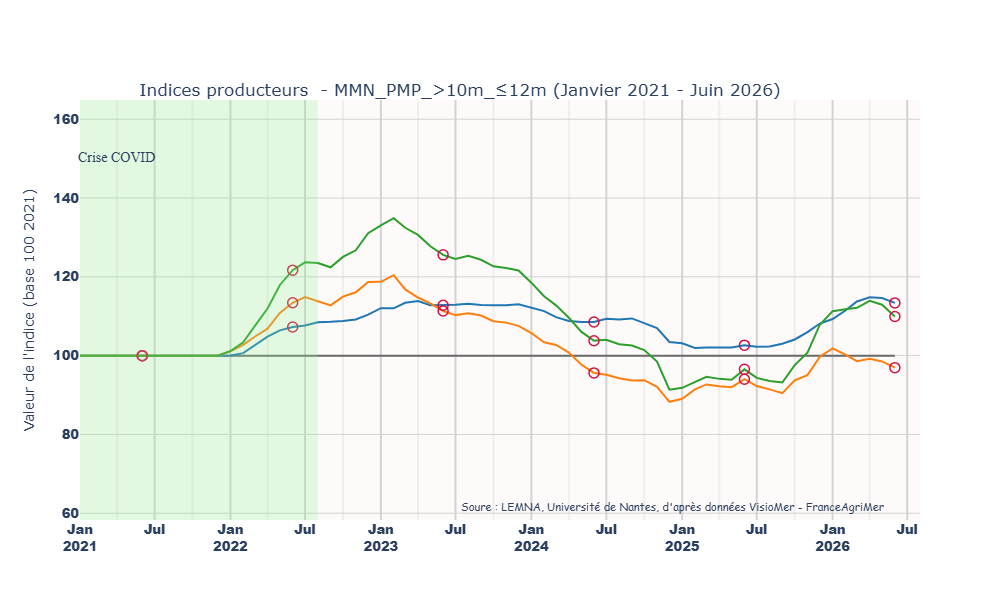 Indices producteurs  - MMN_PMP_>10m_≤12m (Janvier 2021 - Juin 2026)
160
Crise COVID
140
120
100
80
60
Valeur de l'indice (base 100 2021)
Soure : LEMNA, Université de Nantes, d'après données VisioMer - FranceAgriMer
Jan Jul Jan Jul Jan Jul Jan Jul Jan Jul Jan Jul
2021 2022 2023 2024 2025 2026